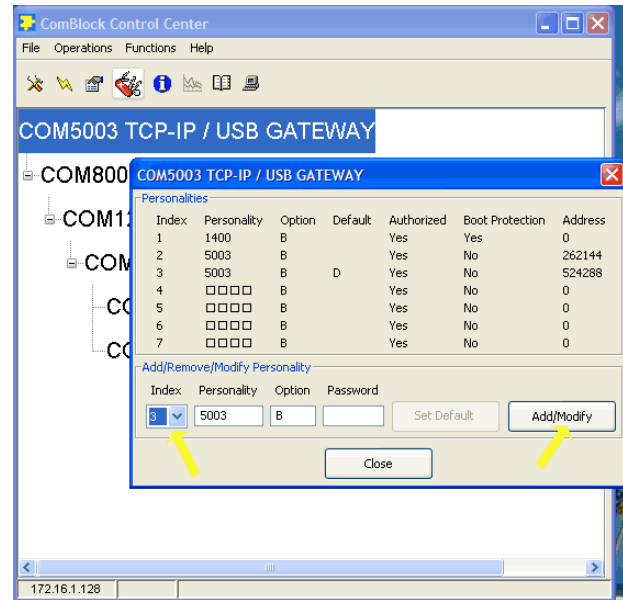 ComBlock Control Center
File Operations Functions Help
COM5003 TCP-IP / USB GATEWAY
COM800
COM5003 TCP-IP / USB GATEWAY
Personalities
Index Personality Option Default Authorized Boot Protection Address
1 1400 B Yes Yes 0
2 5003 B Yes No 262144
3 5003 B D Yes No 524288
4 □□□□ B Yes No 0
5 □□□□ B Yes No 0
6 □□□□ B Yes No 0
7 □□□□ B Yes No 0
COM12
COM
CO
CO
Add/Remove/Modify Personality
Index Personality Option Password
3 5003 B Set Default Add/Modify
Close
172.16.1.128